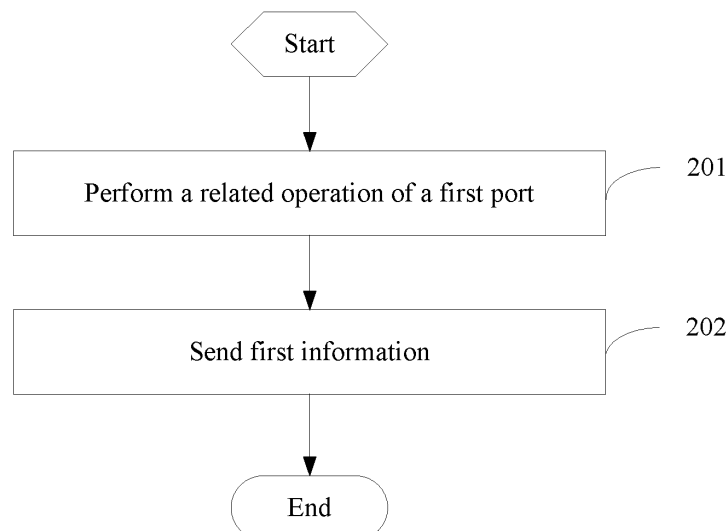 Start
Perform a related operation of a first port
201
Send first information
202
End